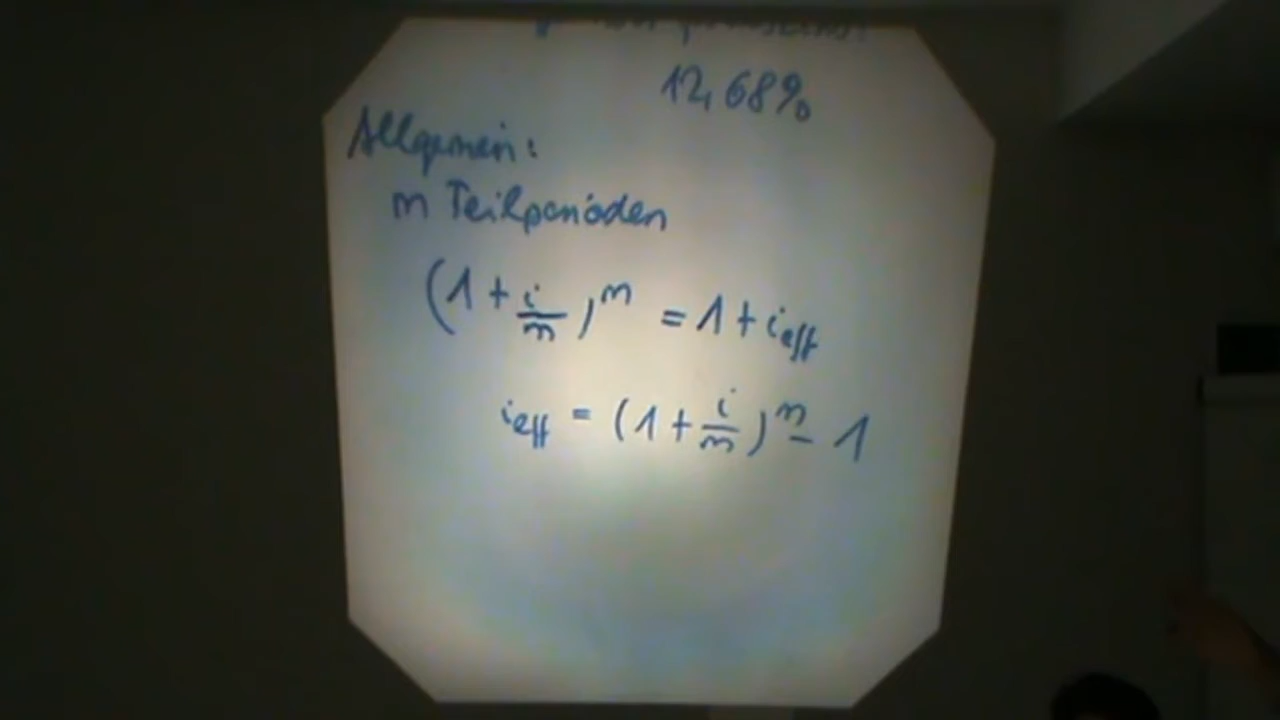 12,68%
Allgemein:
m Teilperioden
(1 + i/m)^m = 1 + i_eff
i_eff = (1 + i/m)^m - 1